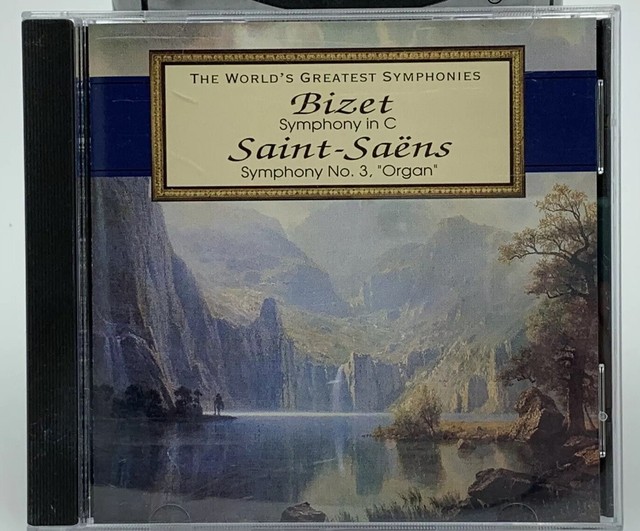 THE WORLD'S GREATEST SYMPHONIES
Bizet
Symphony in C
Saint-Saëns
Symphony No. 3, "Organ"